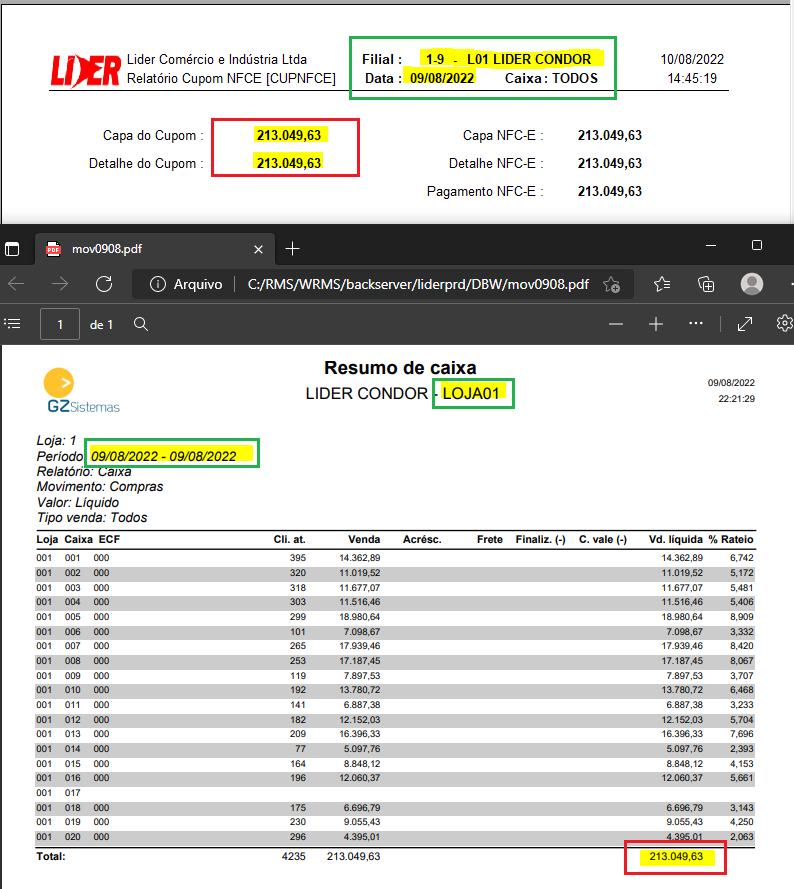 LIDER Lider Comércio e Indústria Ltda Filial : 1-9 - L01 LIDER CONDOR 10/08/2022
Relatório Cupom NFCE [CUPNFCE] Data : 09/08/2022 Caixa : TODOS 14:45:19
Capa do Cupom : 213.049,63 Capa NFC-E : 213.049,63
Detalhe do Cupom : 213.049,63 Detalhe NFC-E : 213.049,63
Pagamento NFC-E : 213.049,63
PDF mov0908.pdf
Arquivo C:/RMS/WRMS/backserver/liderprd/DBW/mov0908.pdf
1 de 1
Resumo de caixa
LIDER CONDOR - LOJA01
09/08/2022
22:21:29
GZSistemas
Loja: 1
Período 09/08/2022 - 09/08/2022
Relatório: Caixa
Movimento: Compras
Valor: Líquido
Tipo venda: Todos
Loja Caixa ECF Cli. at. Venda Acrésc. Frete Finaliz. (-) C. vale (-) Vd. líquida % Rateio
001 001 000 395 14.362,89 14.362,89 6,742
001 002 000 320 11.019,52 11.019,52 5,172
001 003 000 318 11.677,07 11.677,07 5,481
001 004 000 303 11.516,46 11.516,46 5,406
001 005 000 299 18.980,64 18.980,64 8,909
001 006 000 101 7.098,67 7.098,67 3,332
001 007 000 265 17.939,46 17.939,46 8,420
001 008 000 253 17.187,45 17.187,45 8,067
001 009 000 119 7.897,53 7.897,53 3,707
001 010 000 192 13.780,72 13.780,72 6,468
001 011 000 141 6.887,38 6.887,38 3,233
001 012 000 182 12.152,03 12.152,03 5,704
001 013 000 209 16.396,33 16.396,33 7,696
001 014 000 77 5.097,76 5.097,76 2,393
001 015 000 164 8.848,12 8.848,12 4,153
001 016 000 196 12.060,37 12.060,37 5,661
001 017
001 018 000 175 6.696,79 6.696,79 3,143
001 019 000 230 9.055,43 9.055,43 4,250
001 020 000 296 4.395,01 4.395,01 2,063
Total: 4235 213.049,63 213.049,63